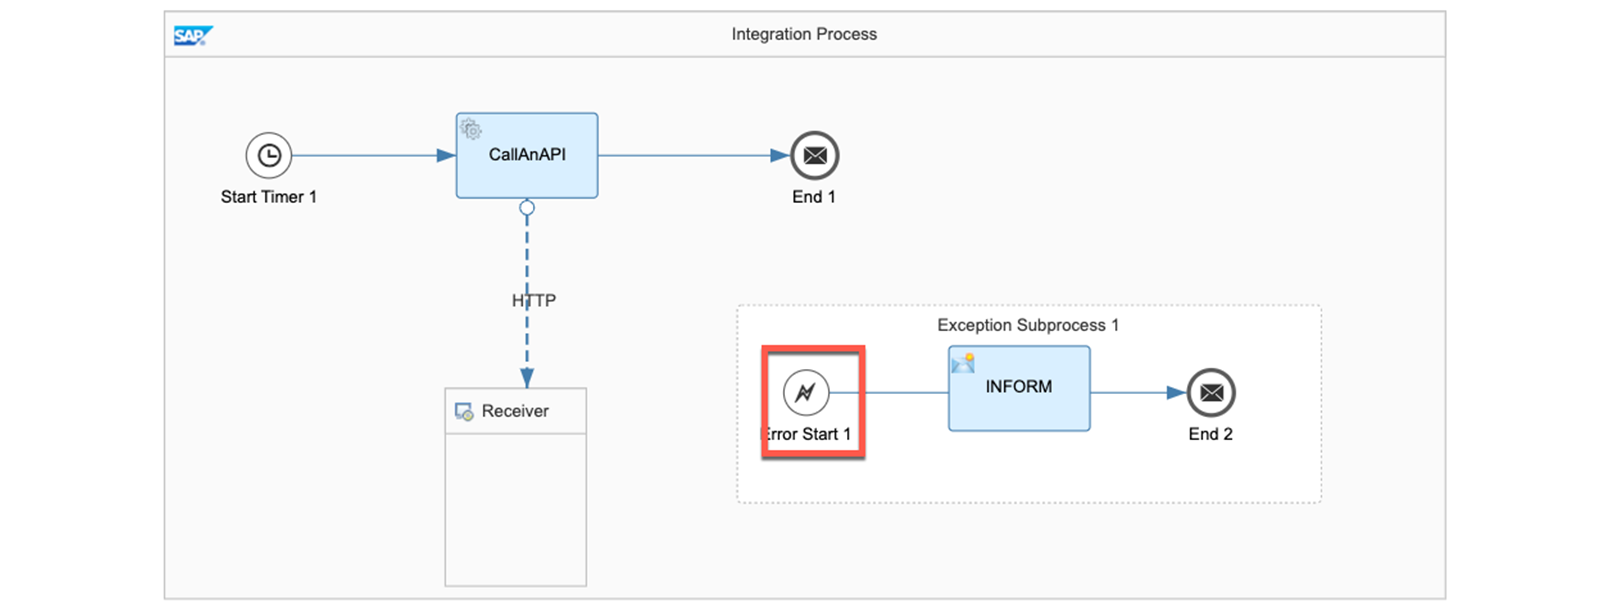 SAP
Integration Process
CallAnAPI
Start Timer 1
End 1
HTTP
Exception Subprocess 1
INFORM
Receiver
Error Start 1
End 2